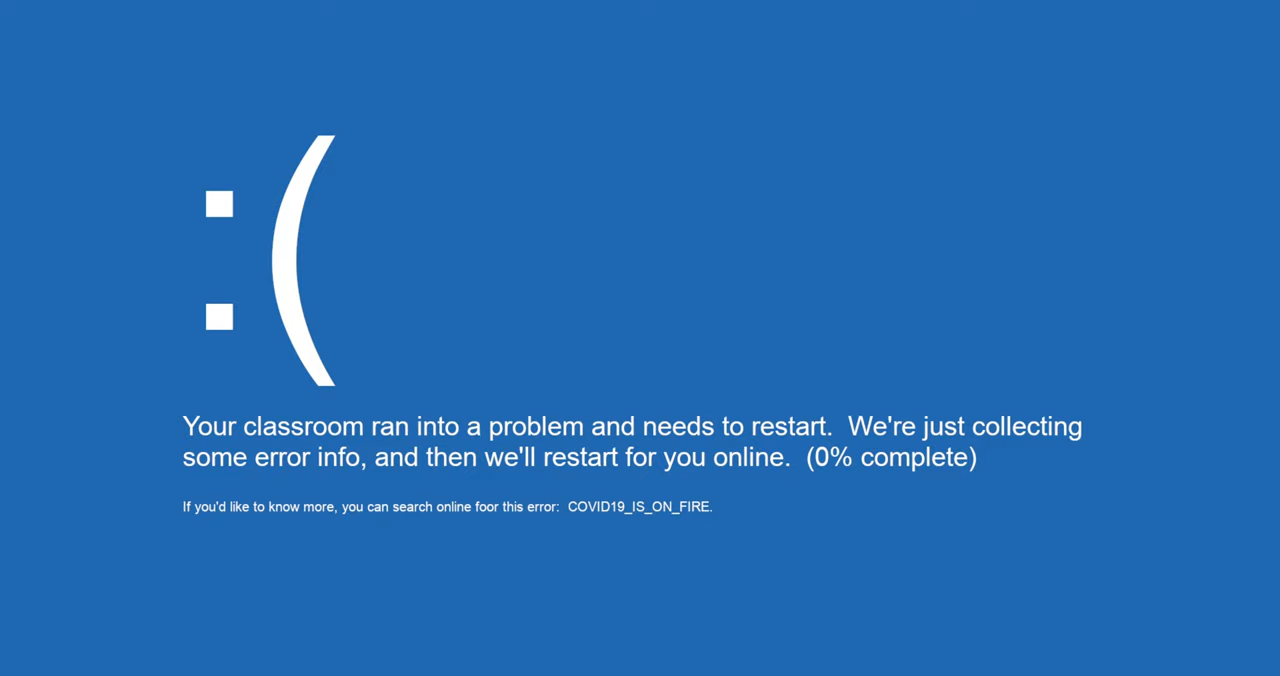 :(
Your classroom ran into a problem and needs to restart.  We're just collecting
some error info, and then we'll restart for you online.  (0% complete)
If you'd like to know more, you can search online foor this error:  COVID19_IS_ON_FIRE.